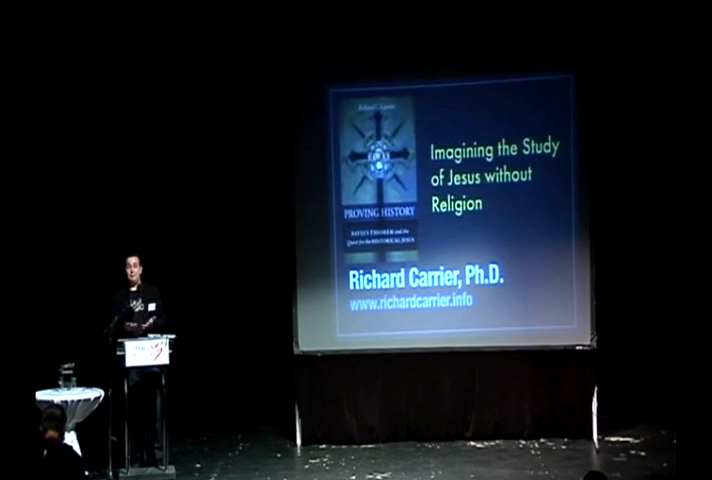 Richard C. Carrier
PROVING HISTORY
BAYES'S THEOREM and the
Quest for the HISTORICAL JESUS
Imagining the Study
of Jesus without
Religion
Richard Carrier, Ph.D.
www.richardcarrier.info